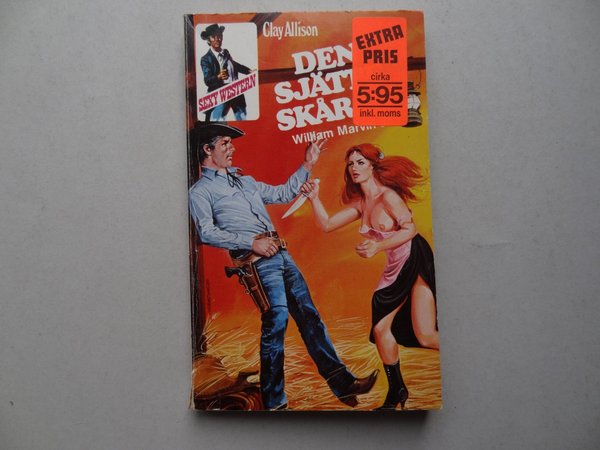 Clay Allison
SEXY WESTERN
DEN
SJÄTT
SKÅR
William Marvin
EXTRA
PRIS
cirka
5:95
inkl. moms